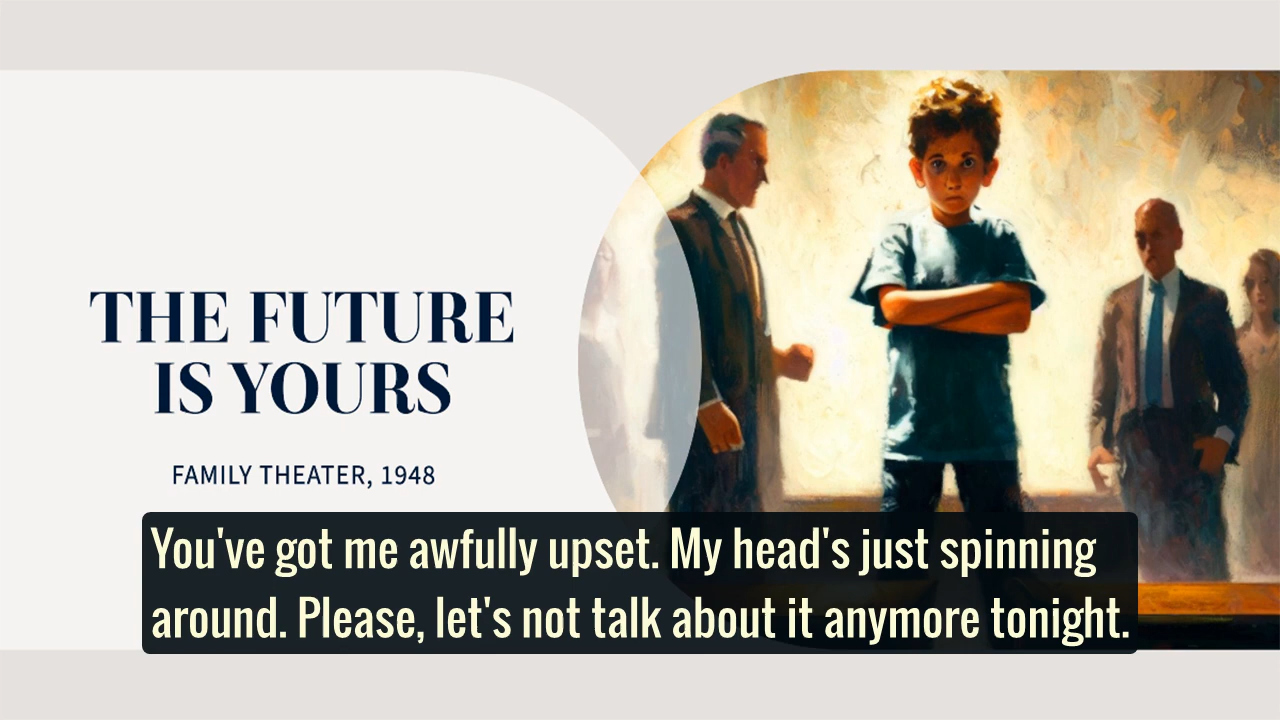 THE FUTURE
IS YOURS
FAMILY THEATER, 1948
You've got me awfully upset. My head's just spinning
around. Please, let's not talk about it anymore tonight.